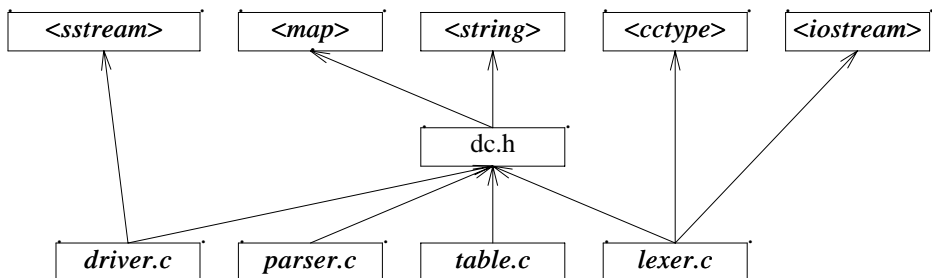 <sstream> <map> <string> <cctype> <iostream>
dc.h
driver.c parser.c table.c lexer.c